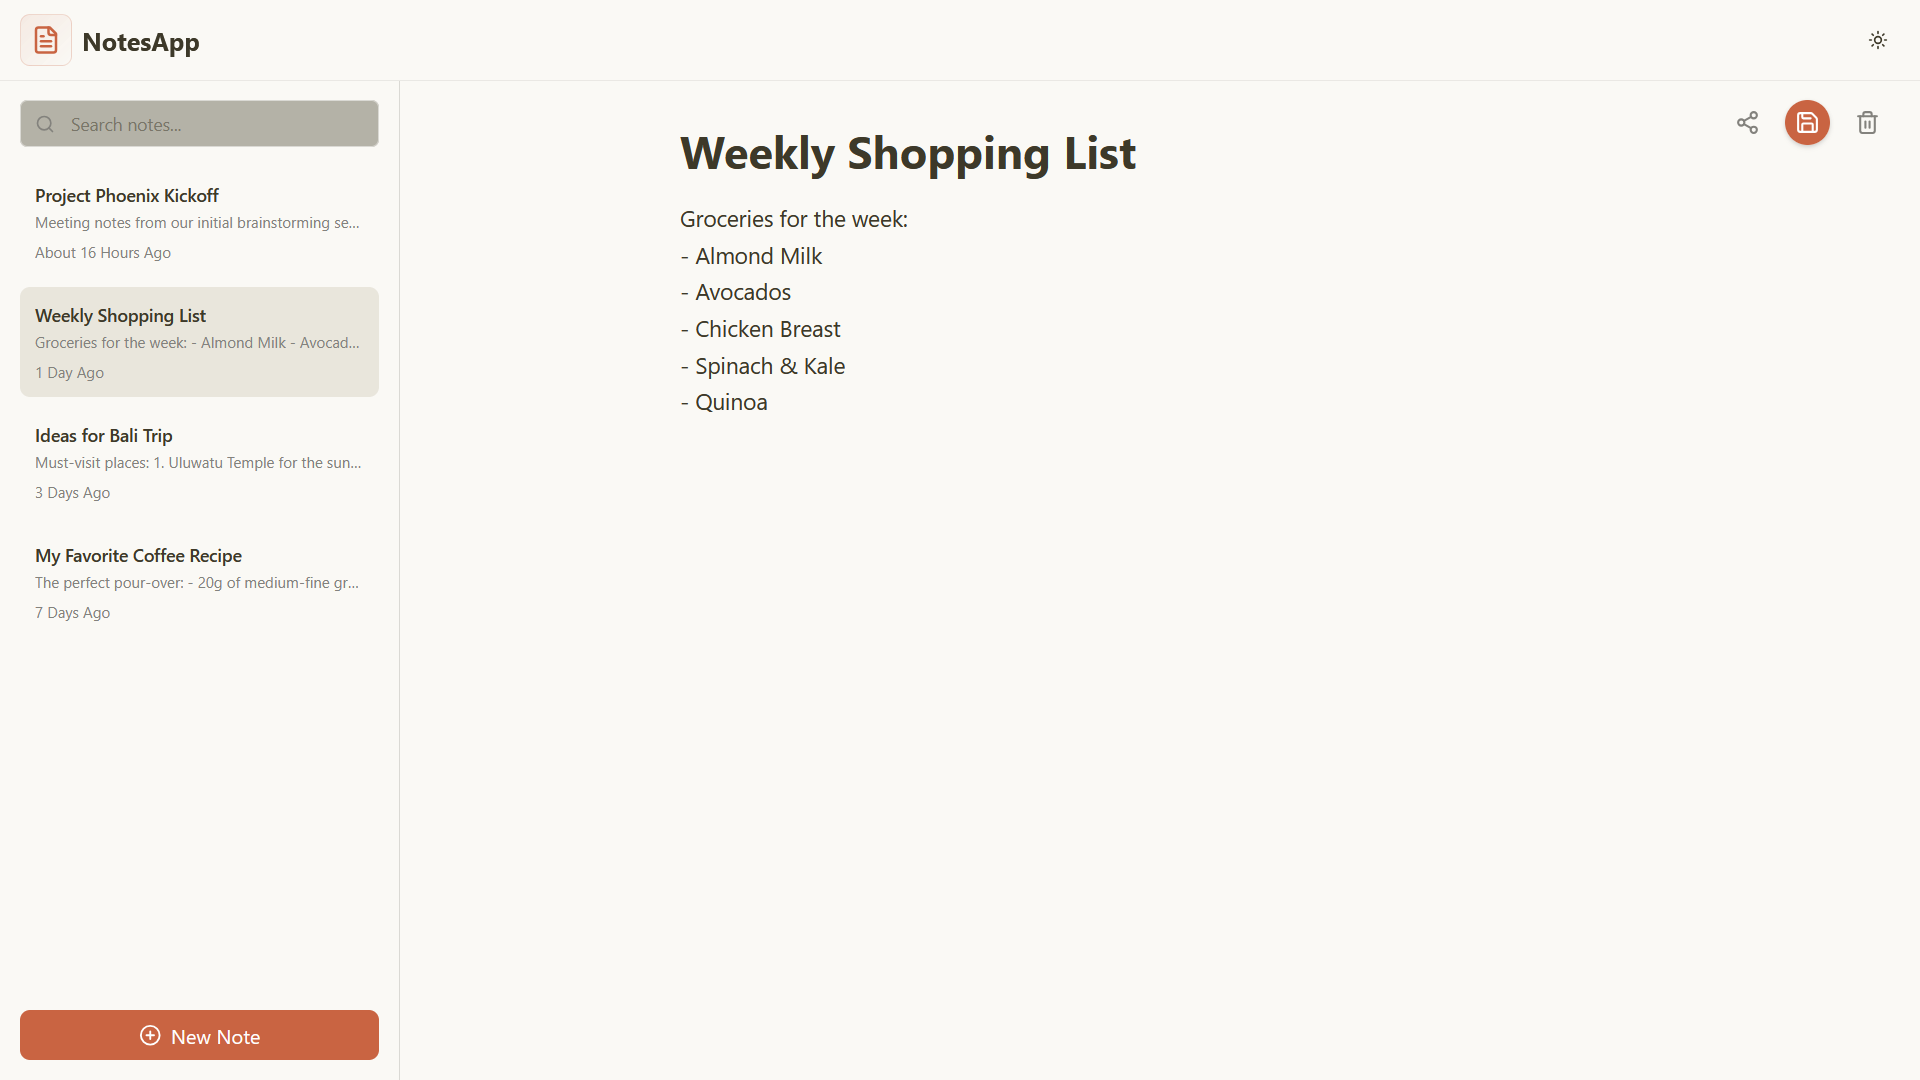 NotesApp
Search notes...
Project Phoenix Kickoff
Meeting notes from our initial brainstorming se...
About 16 Hours Ago
Weekly Shopping List
Groceries for the week: - Almond Milk - Avocad...
1 Day Ago
Ideas for Bali Trip
Must-visit places: 1. Uluwatu Temple for the sun...
3 Days Ago
My Favorite Coffee Recipe
The perfect pour-over: - 20g of medium-fine gr...
7 Days Ago
New Note
Weekly Shopping List
Groceries for the week:
- Almond Milk
- Avocados
- Chicken Breast
- Spinach & Kale
- Quinoa